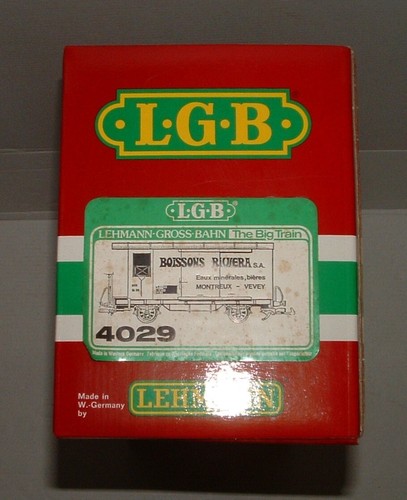 L·G·B
·L·G·B·
LEHMANN-GROSS-BAHN The Big Train
BOISSONS RIVIERA S.A.
Eaux minérales, bières
MONTREUX - VEVEY
4029
Made in
W.-Germany
by
LEHMANN